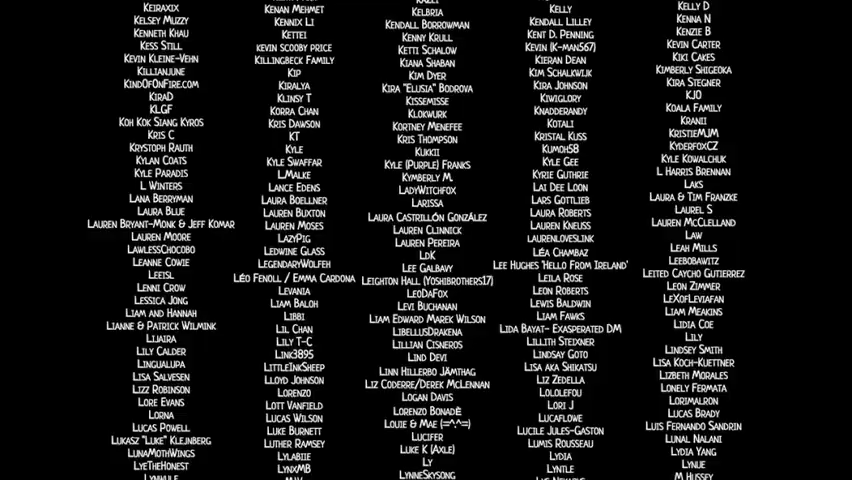 Keiraxix
Kelsey Muzzy
Kenneth Khau
Kess Still
Kevin Kleine-Vehn
Killianjune
KindOfOnFire.com
KiraD
KLGF
Koh Kok Siang Kyros
Kris C
Krystoph Rauth
Kylan Coats
Kyle Paradis
L Winters
Lana Berryman
Laura Blue
Lauren Bryant-Monk & Jeff Komar
Lauren Moore
LawlessChocobo
Leanne Cowie
Leeisl
Lenni Crow
Lessica Jong
Liam and Hannah
Lianne & Patrick Wilmink
Lijaira
Lily Calder
Lingualupa
Lisa Salvesen
Lizz Robinson
Lore Evans
Lorna
Lucas Powell
Lukasz "Luke" Klejnberg
LunaMothWings
LyeTheHonest
Kenan Mehmet
Kennix Li
Kettei
kevin scooby price
Killingbeck Family
Kip
Kiralya
Klinsy T
Korra Chan
Kris Dawson
KT
Kyle
Kyle Swaffar
L.Malke
Lance Edens
Laura Boellner
Lauren Buxton
Lauren Moses
LazyPig
Ledwine Glass
LegendaryWolfeh
Léo Fenoll / Emma Cardona
Levania
Liam Baloh
Libbi
Lil Chan
Lily T-C
Link3895
LittleInkSheep
Lloyd Johnson
Lorenzo
Lott Vanfield
Lucas Wilson
Luke Burnett
Luther Ramsey
Lylabiie
LynxMB
Kelbria
Kendall Borrowman
Kenny Krull
Ketti Schalow
Kiana Shaban
Kim Dyer
Kira "Elusia" Bodrova
Kissemisse
Klokwurk
Kortney Menefee
Kris Thompson
Kukkii
Kyle (Purple) Franks
Kymberly M.
LadyWitchfox
Larissa
Laura Castrillón González
Lauren Clinnick
Lauren Pereira
LdK
Lee Galbavy
Leighton Hall (Yoshibrothers17)
LeoDaFox
Levi Buchanan
Liam Edward Marek Wilson
LibellusDrakena
Lillian Cisneros
Lind Devi
Linn Hillerbo Jämthag
Liz Coderre/Derek McLennan
Logan Davis
Lorenzo Bonadè
Louie & Mae (=^^=)
Lucifer
Luke K (Axle)
Ly
LynneSkysong
Kelly
Kendall Lilley
Kent D. Penning
Kevin (K-man567)
Kieran Dean
Kim Schalkwijk
Kira Johnson
Kiwiglory
Knadderandy
Kotali
Kristal Kuss
Kumoh58
Kyle Gee
Kyrie Guthrie
Lai Dee Loon
Lars Gottlieb
Laura Roberts
Lauren Kneuss
laurenloveslink
Léa Chambaz
Lee Hughes 'Hello From Ireland'
Leila Rose
Leon Roberts
Lewis Baldwin
Liam Fawks
Lida Bayat- Exasperated DM
Lillith Steixner
Lindsay Goto
Lisa aka Shikatsu
Liz Zedella
Lololefou
Lori J
Lucaflowe
Lucile Jules-Gaston
Lumis Rousseau
Lydia
Lyntle
Kelly D
Kenna N
Kenzie B
Kevin Carter
Kiki Cakes
Kimberly Shigeoka
Kira Stegner
KJO
Koala Family
Kranii
KristieMJM
KyderfoxCZ
Kyle Kowalchuk
L Harris Brennan
Laks
Laura & Tim Franzke
Laurel S
Lauren McClelland
Law
Leah Mills
Leebobawitz
Leited Caycho Gutierrez
Leon Zimmer
LeXofLeviafan
Liam Meakins
Lidia Coe
Lily
Lindsey Smith
Lisa Koch-Kuettner
Lizbeth Morales
Lonely Fermata
Lorimalron
Lucas Brady
Luis Fernando Sandrin
Lunal Nalani
Lydia Yang
Lynue
M Hussey